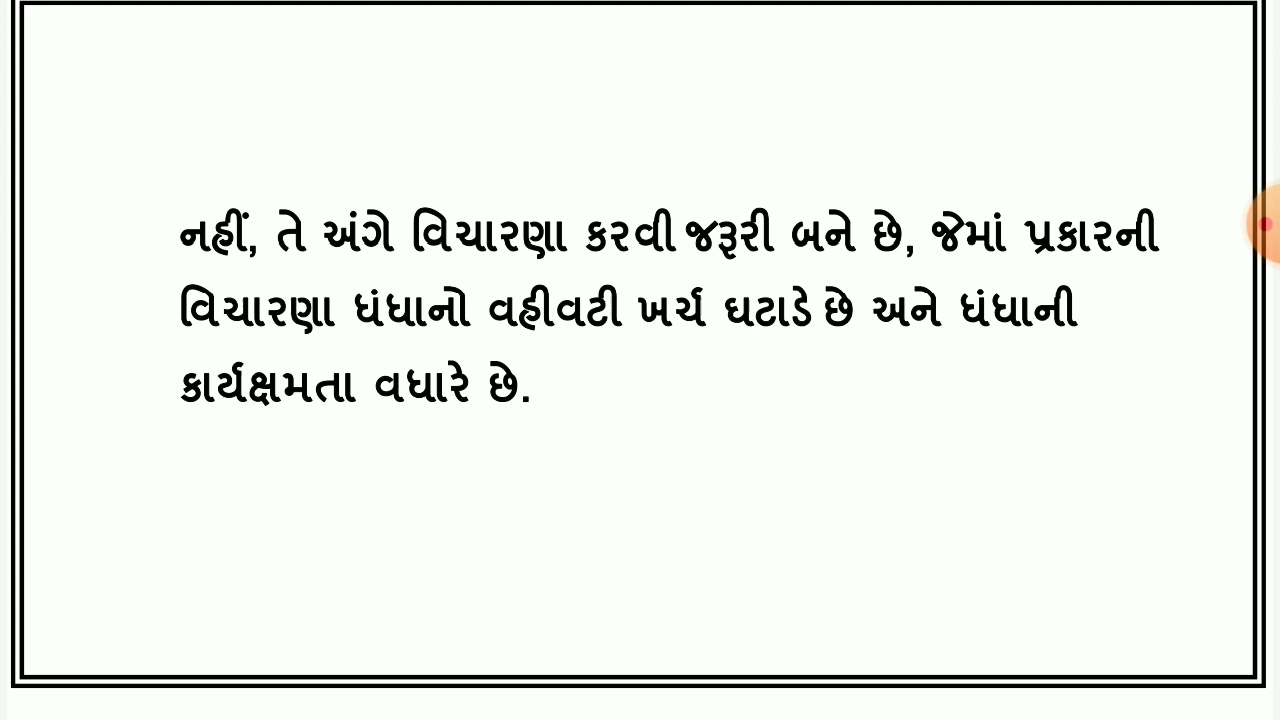 નહીં, તે અંગે વિચારણા કરવી જરૂરી બને છે, જેમાં પ્રકારની
વિચારણા ધંધાનો વહીવટી ખર્ચ ઘટાડે છે અને ધંધાની
કાર્યક્ષમતા વધારે છે.